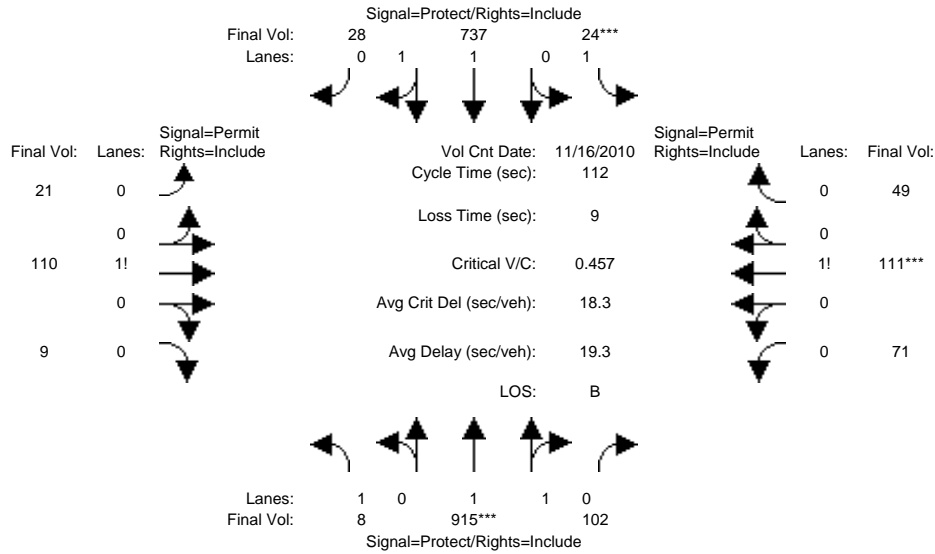 Signal=Protect/Rights=Include
Final Vol: 28 737 24***
Lanes: 0 1 1 0 1
Signal=Permit Signal=Permit
Final Vol: Lanes: Rights=Include Vol Cnt Date: 11/16/2010 Rights=Include Lanes: Final Vol:
Cycle Time (sec): 112
21 0 0 49
Loss Time (sec): 9
0 0
110 1! Critical V/C: 0.457 1! 111***
0 Avg Crit Del (sec/veh): 18.3 0
9 0 Avg Delay (sec/veh): 19.3 0 71
LOS: B
Lanes: 1 0 1 1 0
Final Vol: 8 915*** 102
Signal=Protect/Rights=Include